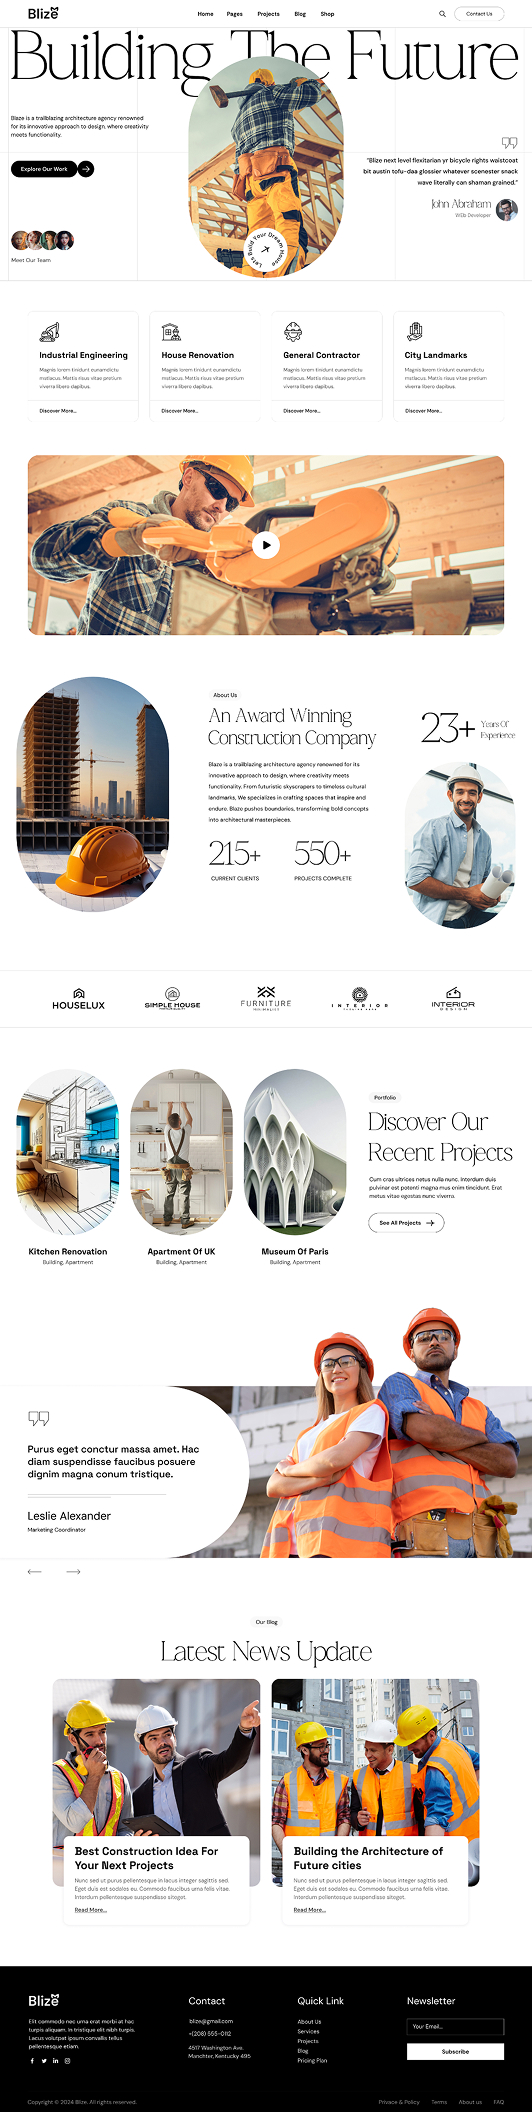 Blize
Home Pages Projects Blog Shop
Contact Us
Building The Future
Blaze is a trailblazing architecture agency renowned
for its innovative approach to design, where creativity
meets functionality.
Explore Our Work
"Blize next level flexitarian yr bicycle rights waistcoat
bit austin tofu-daa glossier whatever scenester snack
wave literally can shaman grained."
John Abraham
WEb Developer
Lets Build Your Dream House
Meet Our Team
Industrial Engineering
Magnis lorem tinidunt eunamdictu
mstlacus. Mattis risus vitae pretium
viverra libero dapibus.
Discover More...
House Renovation
Magnis lorem tinidunt eunamdictu
mstlacus. Mattis risus vitae pretium
viverra libero dapibus.
Discover More...
General Contractor
Magnis lorem tinidunt eunamdictu
mstlacus. Mattis risus vitae pretium
viverra libero dapibus.
Discover More...
City Landmarks
Magnis lorem tinidunt eunamdictu
mstlacus. Mattis risus vitae pretium
viverra libero dapibus.
Discover More...
About Us
An Award Winning
Construction Company
Blaze is a trailblazing architecture agency renowned for its
innovative approach to design, where creativity meets
functionality. From futuristic skyscrapers to timeless cultural
landmarks, We specializes in crafting spaces that inspire and
endure. Blaze pushes boundaries, transforming bold concepts
into architectural masterpieces.
215+
CURRENT CLIENTS
550+
PROJECTS COMPLETE
23+
Years Of
Experience
HOUSELUX
SIMPLE HOUSE
FURNITURE
MINIMALIST
INTERIOR
INTERIOR
DESIGN
Kitchen Renovation
Building, Apartment
Apartment Of UK
Building, Apartment
Museum Of Paris
Building, Apartment
Portfolio
Discover Our
Recent Projects
Cum cras ultrices netus nulla nunc. Interdum duis
pulvinar est potenti magna mus enim tincidunt. Erat
metus vitae egestas nunc viverra.
See All Projects
Purus eget conctur massa amet. Hac
diam suspendisse faucibus posuere
dignim magna conum tristique.
Leslie Alexander
Marketing Coordinator
Our Blog
Latest News Update
Best Construction Idea For
Your Next Projects
Nunc sed ut purus pellentesque in lacus integer sagittis sed.
Eget duis est sodales eu. Commodo faucibus urna felis vitae.
Interdum pellentesque suspendisse siteget.
Read More...
Building the Architecture of
Future cities
Nunc sed ut purus pellentesque in lacus integer sagittis sed.
Eget duis est sodales eu. Commodo faucibus urna felis vitae.
Interdum pellentesque suspendisse siteget.
Read More...
Blize
Elit commodo nec urna erat morbi at hac
turpis aliquam. In tristique elit nibh turpis.
Lacus volutpat ipsum convallis tellus
pellentesque etiam.
Contact
blize@gmail.com
+(208) 555-0112
4517 Washington Ave.
Manchter, Kentucky 495
Quick Link
About Us
Services
Projects
Blog
Pricing Plan
Newsletter
Your Email...
Subscribe
Copyright © 2024 Blize. All rights reserved.
Privace & Policy Terms About us FAQ